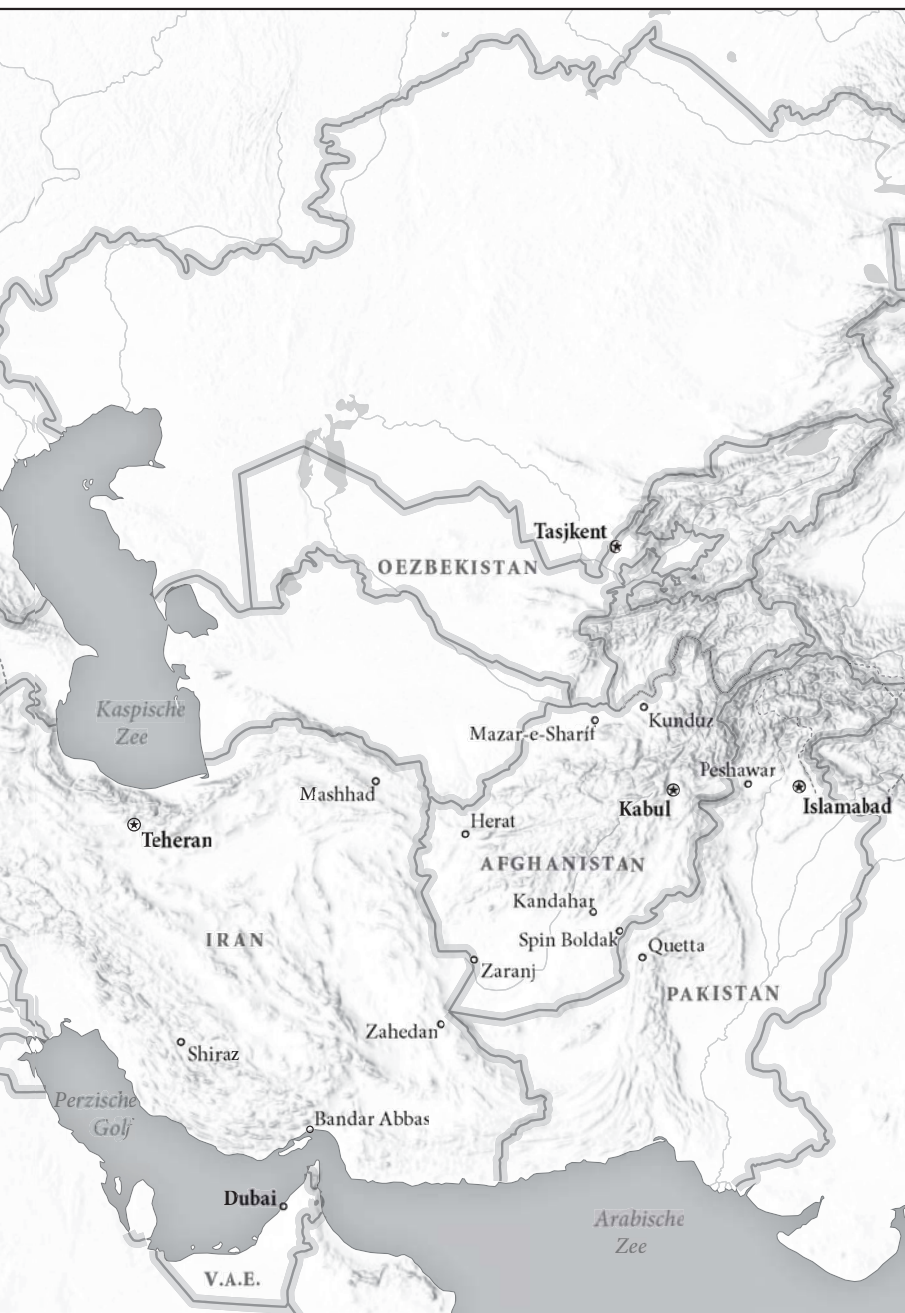 Tasjkent
OEZBEKISTAN
Kaspische
Zee
Kunduz
Mazar-e-Sharif
Peshawar
Mashhad
Kabul
Islamabad
Herat
Teheran
AFGHANISTAN
Kandahar
Spin Boldak
IRAN
Quetta
Zaranj
PAKISTAN
Zahedan
Shiraz
Perzische
Golf
Bandar Abbas
Dubai
Arabische
Zee
V.A.E.